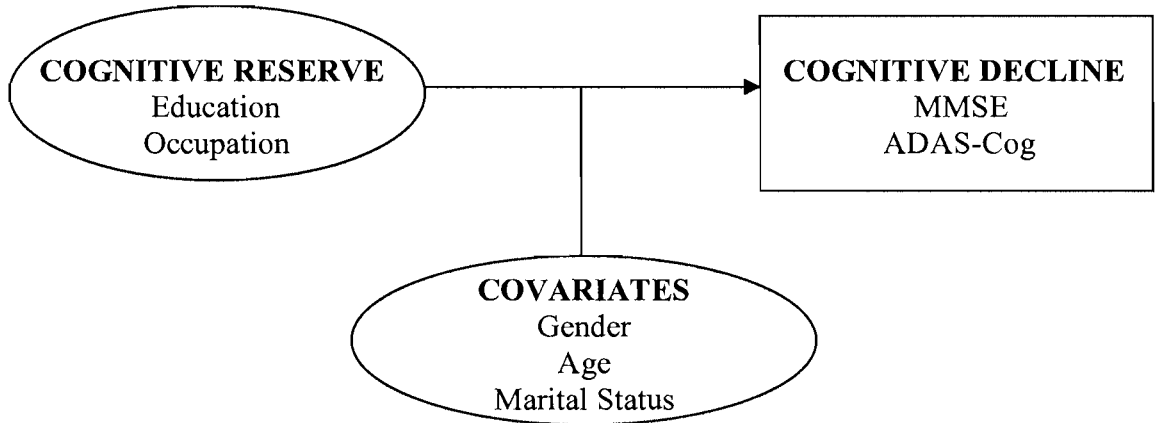 COGNITIVE RESERVE
Education
Occupation
COGNITIVE DECLINE
MMSE
ADAS-Cog
COVARIATES
Gender
Age
Marital Status